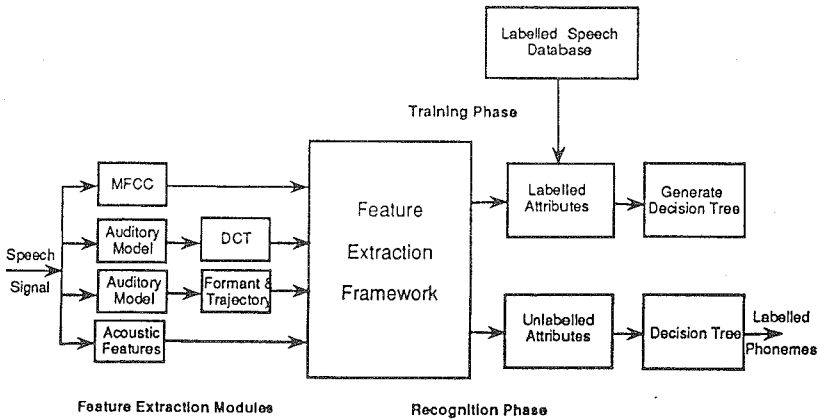 Labelled Speech
Database
Training Phase
MFCC
Auditory
Model
DCT
Speech
Signal
Auditory
Model
Formant &
Trajectory
Acoustic
Features
Feature
Extraction
Framework
Labelled
Attributes
Generate
Decision Tree
Unlabelled
Attributes
Decision Tree
Labelled
Phonemes
Feature Extraction Modules
Recognition Phase